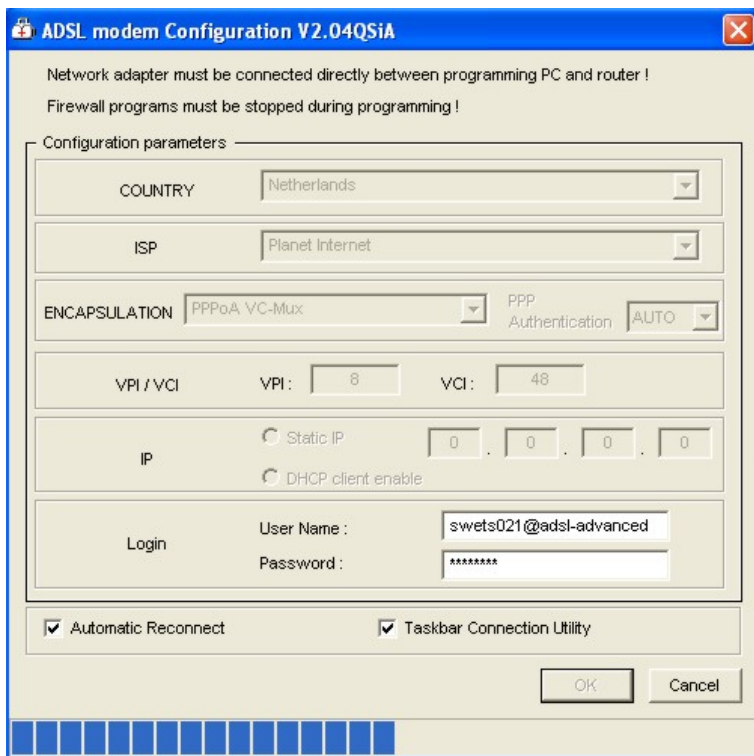 ADSL modem Configuration V2.04QSiA
Network adapter must be connected directly between programming PC and router !
Firewall programs must be stopped during programming !
Configuration parameters
COUNTRY Netherlands
ISP Planet Internet
ENCAPSULATION PPPoA VC-Mux PPP Authentication AUTO
VPI / VCI VPI : 8 VCI : 48
IP Static IP 0 . 0 . 0 . 0
DHCP client enable
Login User Name : swets021@adsl-advanced
Password : ********
Automatic Reconnect Taskbar Connection Utility
OK Cancel